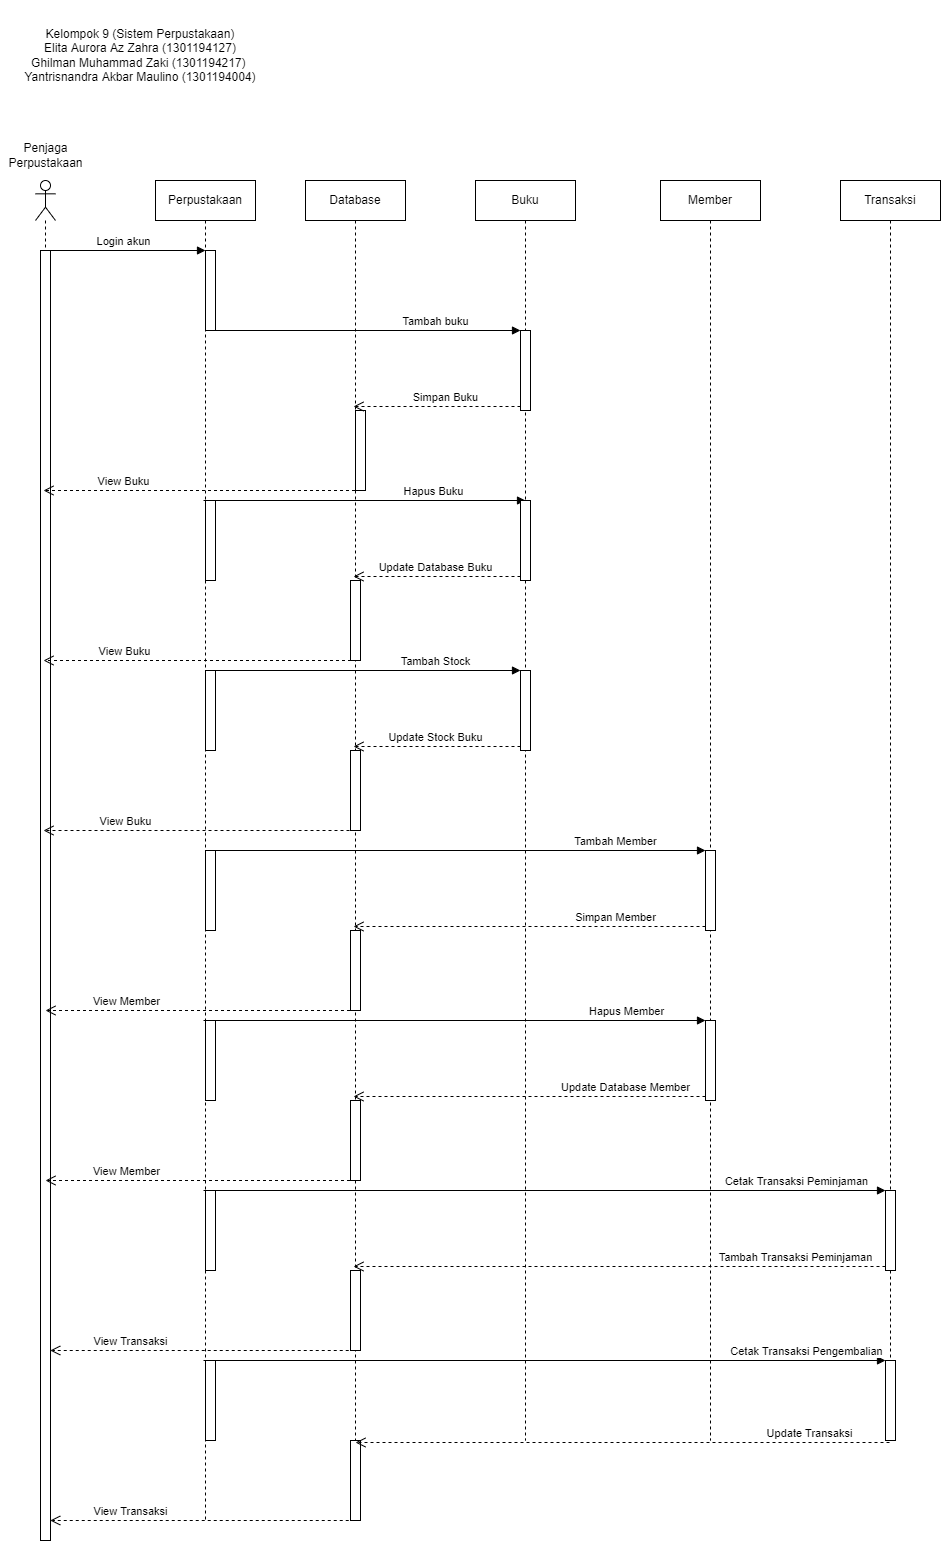 Kelompok 9 (Sistem Perpustakaan)
Elita Aurora Az Zahra (1301194127)
Ghilman Muhammad Zaki (1301194217)
Yantrisnandra Akbar Maulino (1301194004)
Penjaga
Perpustakaan
Perpustakaan
Database
Buku
Member
Transaksi
Login akun
Tambah buku
Simpan Buku
View Buku
Hapus Buku
Update Database Buku
View Buku
Tambah Stock
Update Stock Buku
View Buku
Tambah Member
Simpan Member
View Member
Hapus Member
Update Database Member
View Member
Cetak Transaksi Peminjaman
Tambah Transaksi Peminjaman
View Transaksi
Cetak Transaksi Pengembalian
Update Transaksi
View Transaksi